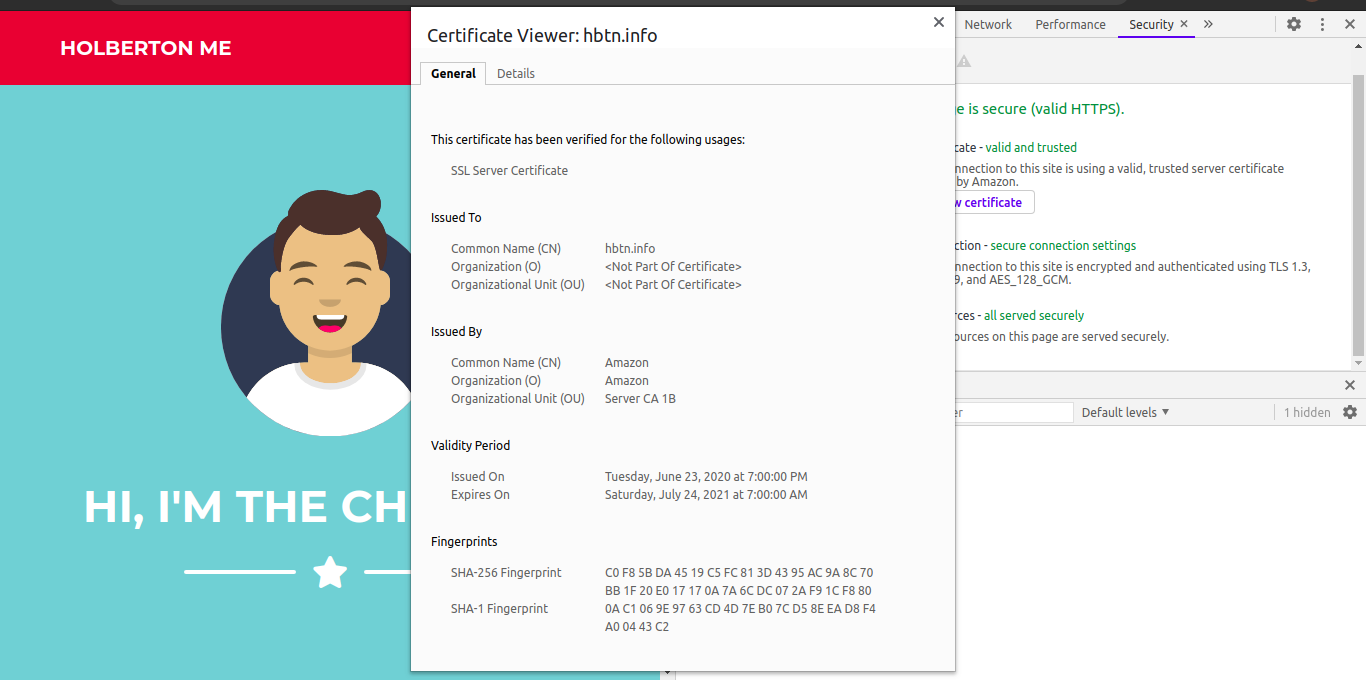 HOLBERTON ME
HI, I'M THE CH
Certificate Viewer: hbtn.info
General Details
This certificate has been verified for the following usages:
SSL Server Certificate
Issued To
Common Name (CN) hbtn.info
Organization (O) <Not Part Of Certificate>
Organizational Unit (OU) <Not Part Of Certificate>
Issued By
Common Name (CN) Amazon
Organization (O) Amazon
Organizational Unit (OU) Server CA 1B
Validity Period
Issued On Tuesday, June 23, 2020 at 7:00:00 PM
Expires On Saturday, July 24, 2021 at 7:00:00 AM
Fingerprints
SHA-256 Fingerprint C0 F8 5B DA 45 19 C5 FC 81 3D 43 95 AC 9A 8C 70
BB 1F 20 E0 17 17 0A 7A 6C DC 07 2A F9 1C F8 80
SHA-1 Fingerprint 0A C1 06 9E 97 63 CD 4D 7E B0 7C D5 8E EA D8 F4
A0 04 43 C2
Network Performance Security
e is secure (valid HTTPS).
cate - valid and trusted
nnection to this site is using a valid, trusted server certificate
by Amazon.
w certificate
ction - secure connection settings
nnection to this site is encrypted and authenticated using TLS 1.3,
9, and AES_128_GCM.
rces - all served securely
ources on this page are served securely.
er Default levels 1 hidden